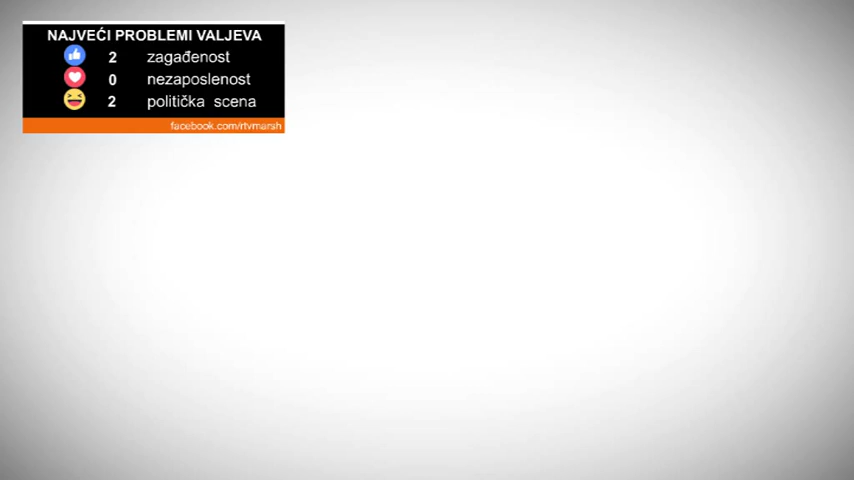 NAJVEĆI PROBLEMI VALJEVA
2 zagađenost
0 nezaposlenost
2 politička scena
facebook.com/rtvmarsh